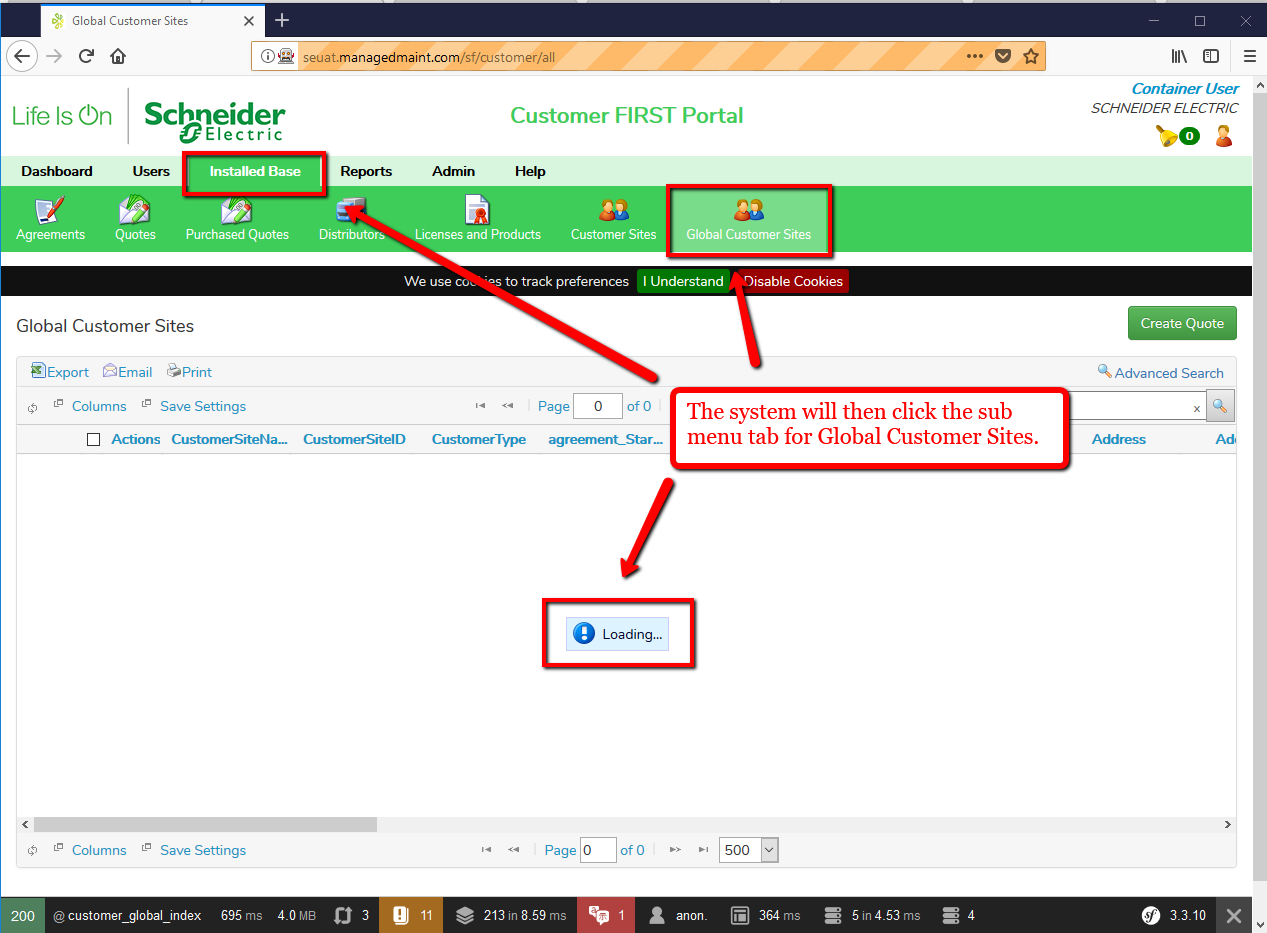 Global Customer Sites
seuat.managedmaint.com/sf/customer/all
Container User
SCHNEIDER ELECTRIC
0
Life Is On
Schneider
Electric
Customer FIRST Portal
Dashboard Users Installed Base Reports Admin Help
Agreements Quotes Purchased Quotes Distributors Licenses and Products Customer Sites Global Customer Sites
We use cookies to track preferences I Understand Disable Cookies
Global Customer Sites
Create Quote
Export Email Print Advanced Search
Columns Save Settings Page 0 of 0 x
The system will then click the sub
menu tab for Global Customer Sites.
Actions CustomerSiteNa... CustomerSiteID CustomerType agreement_Star... Address
Loading...
Columns Save Settings Page 0 of 0 500
200 @ customer_global_index 695 ms 4.0 MB 3 11 213 in 8.59 ms 1 anon. 364 ms 5 in 4.53 ms 4 sf 3.3.10